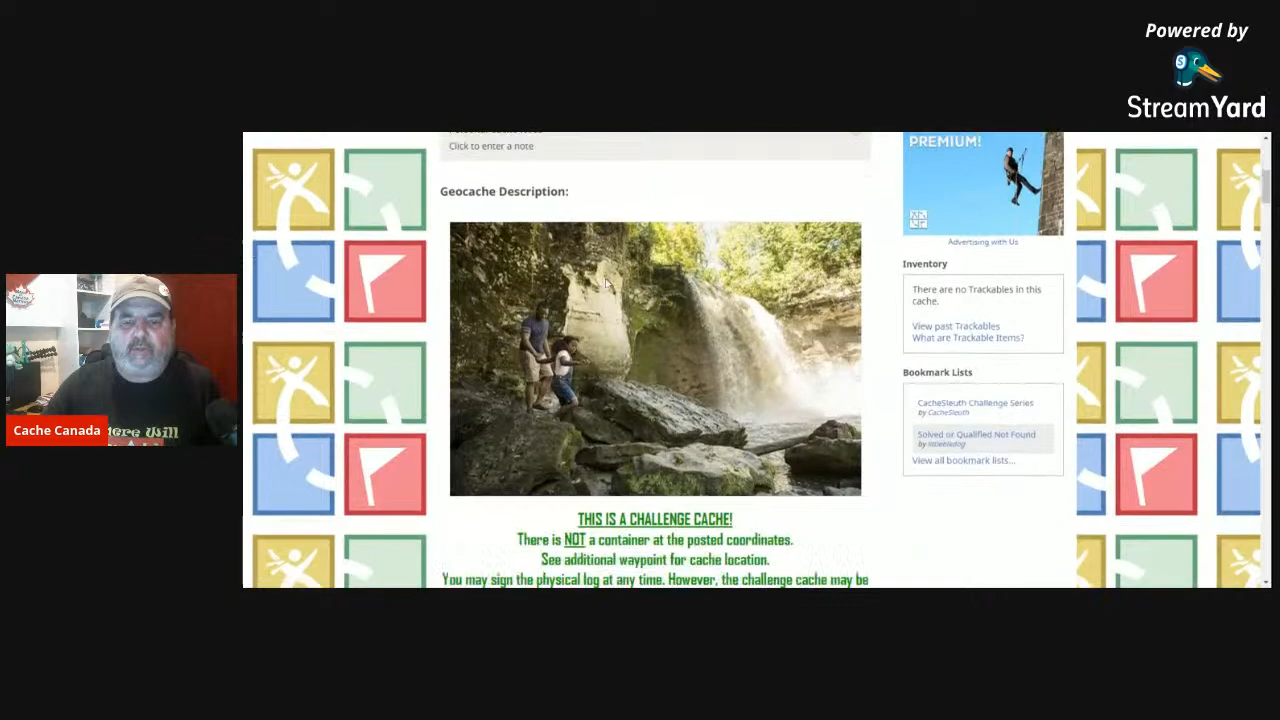 Powered by
StreamYard
Click to enter a note
PREMIUM!
Advertising with Us
Geocache Description:
Inventory
There are no Trackables in this
cache.
View past Trackables
What are Trackable Items?
Bookmark Lists
CacheSleuth Challenge Series
by CacheSleuth
Solved or Qualified Not Found
View all bookmark lists...
Cache Canada
Here Will
THIS IS A CHALLENGE CACHE!
There is NOT a container at the posted coordinates.
See additional waypoint for cache location.
You may sign the physical log at any time. However, the challenge cache may be